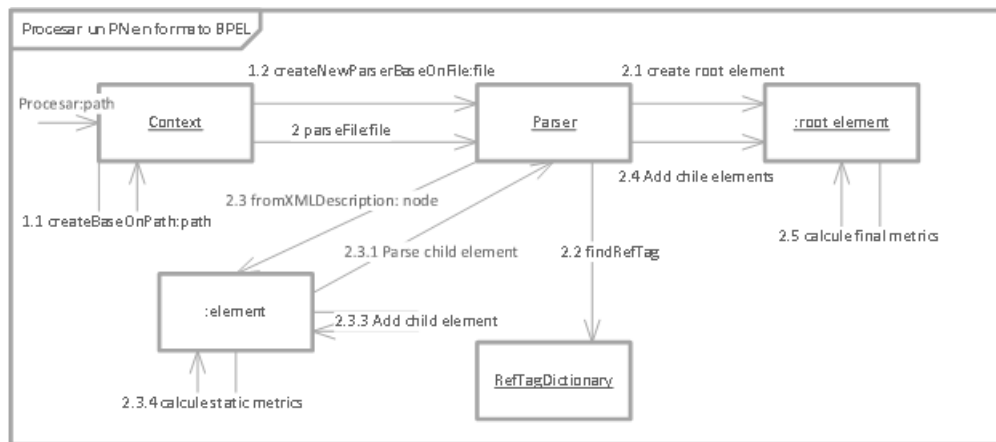 Procesar un PN en formato BPEL
1.2 createNewParserBaseOnFile:file
2.1 create root element
Procesar:path
Context
Parser
:root element
2 parseFile:file
2.4 Add chile elements
2.3 fromXMLDescription: node
1.1 createBaseOnPath:path
2.5 calcule final metrics
2.3.1 Parse child element
2.2 findRefTag
:element
2.3.3 Add child element
RefTagDictionary
2.3.4 calcule static metrics